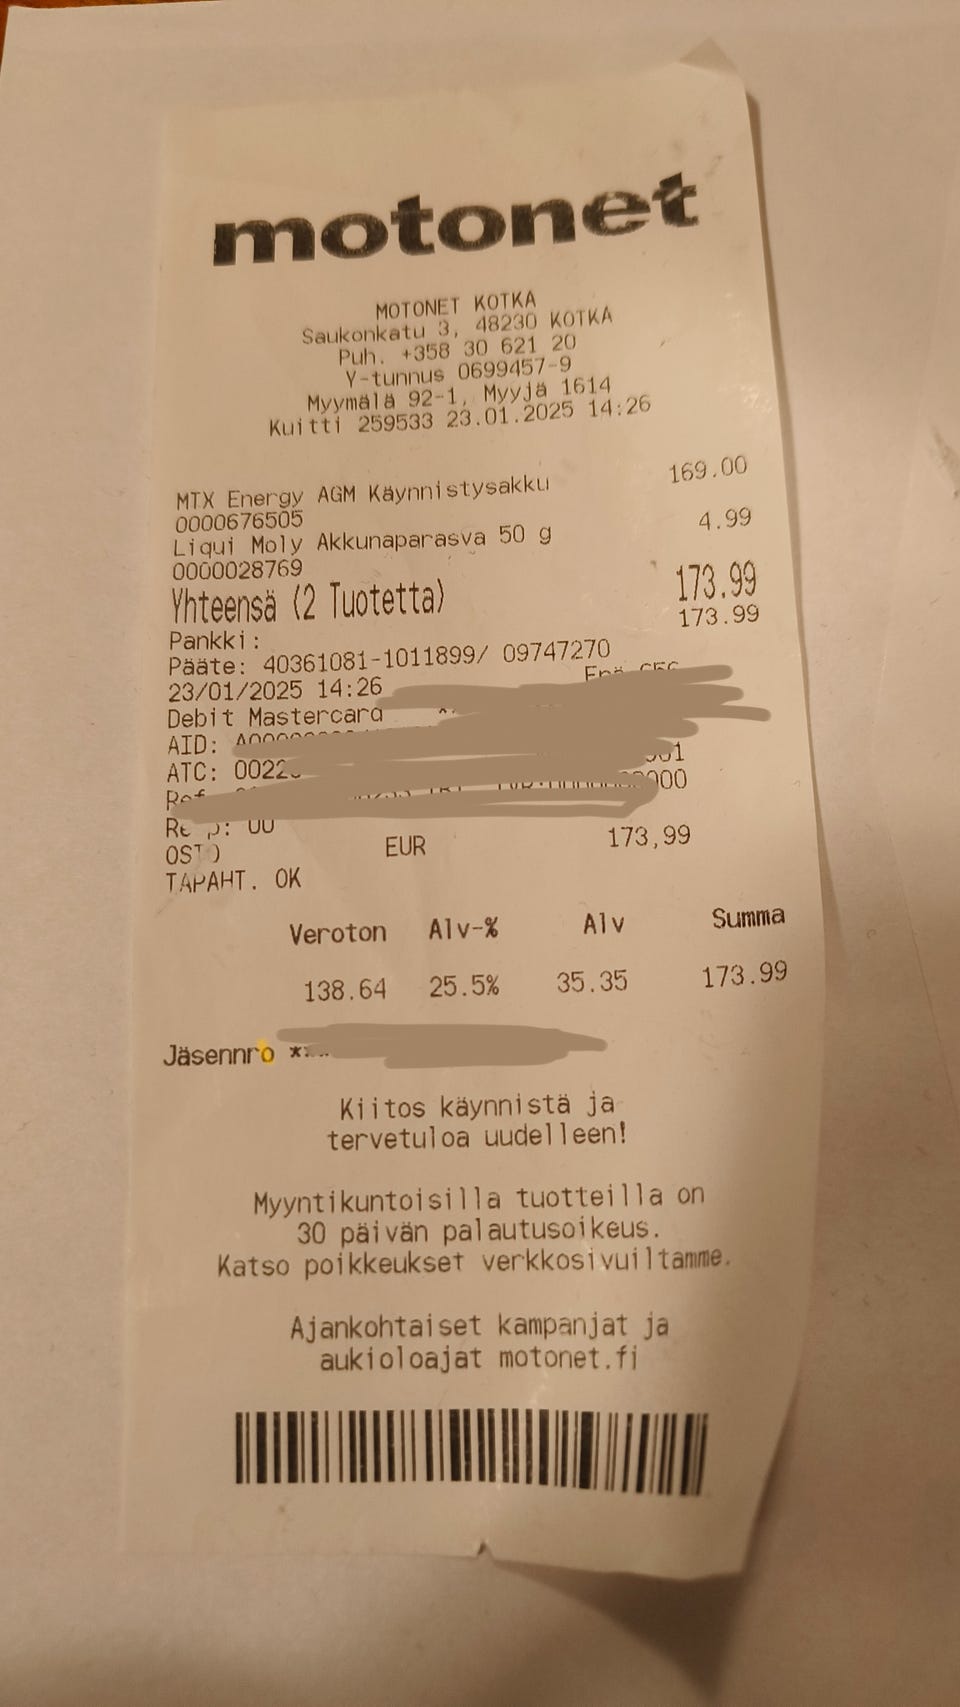 motonet
MOTONET KOTKA
Saukonkatu 3, 48230 KOTKA
Puh. +358 30 621 20
Y-tunnus 0699457-9
Myymälä 92-1, Myyjä 1614
Kuitti 259533 23.01.2025 14:26
MTX Energy AGM Käynnistysakku 169.00
0000676505
Liqui Moly Akkunaparasva 50 g 4.99
0000028769
Yhteensä (2 Tuotetta) 173.99
Pankki: 173.99
Pääte: 40361081-1011899/ 09747270
23/01/2025 14:26
Debit Mastercard
AID:
ATC:
OSTO EUR 173,99
TAPAHT. OK
Veroton Alv-% Alv Summa
138.64 25.5% 35.35 173.99
Jäsennro
Kiitos käynnistä ja
tervetuloa uudelleen!
Myyntikuntoisilla tuotteilla on
30 päivän palautusoikeus.
Katso poikkeukset verkkosivuiltamme.
Ajankohtaiset kampanjat ja
aukioloajat motonet.fi